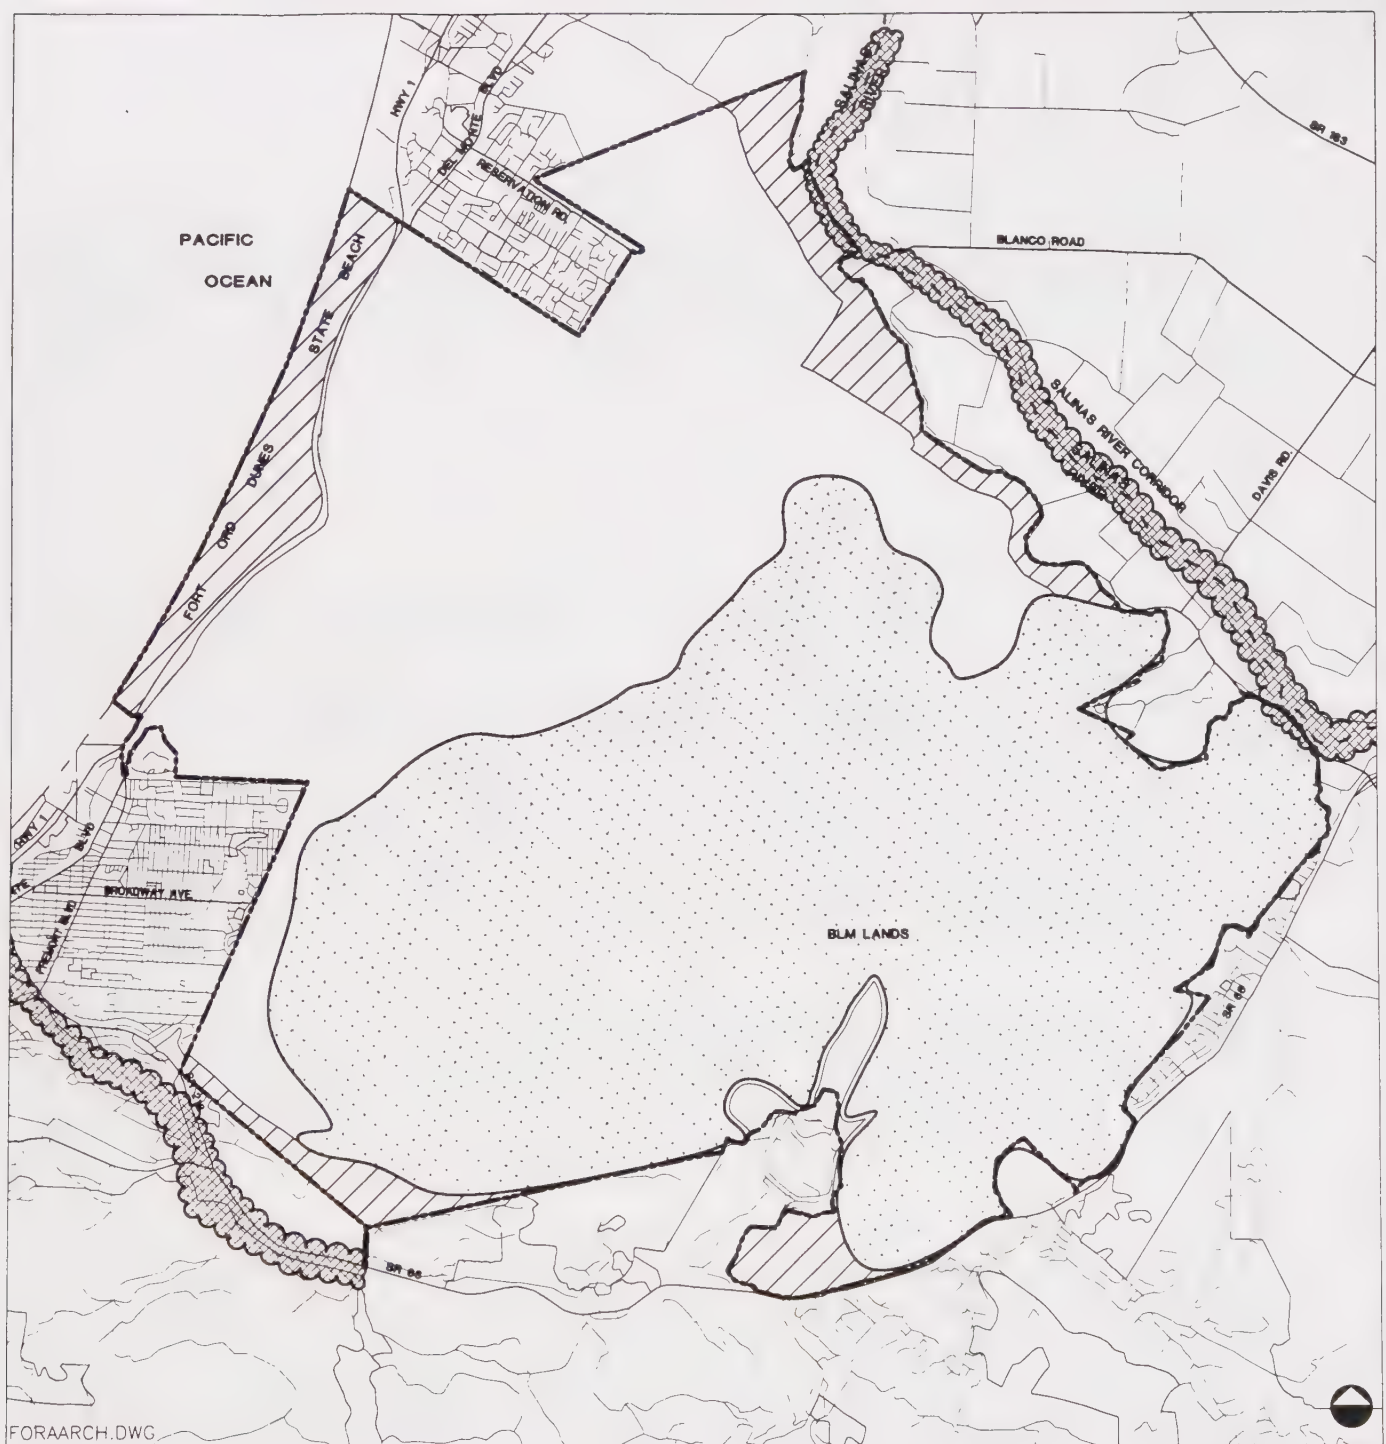 HWY 1
DEL MONTE BLVD
RESERVATION RD.
SALINAS
RIVER
SR 183
PACIFIC
OCEAN
BLANCO ROAD
FORT ORD DUNES STATE BEACH
SALINAS RIVER CORRIDOR
SALINAS
DAVIS RD.
HWY 1
BLVD
BROADWAY AVE.
FREMONT BLVD
BLM LANDS
SR 68
SR 68
FORAARCH.DWG